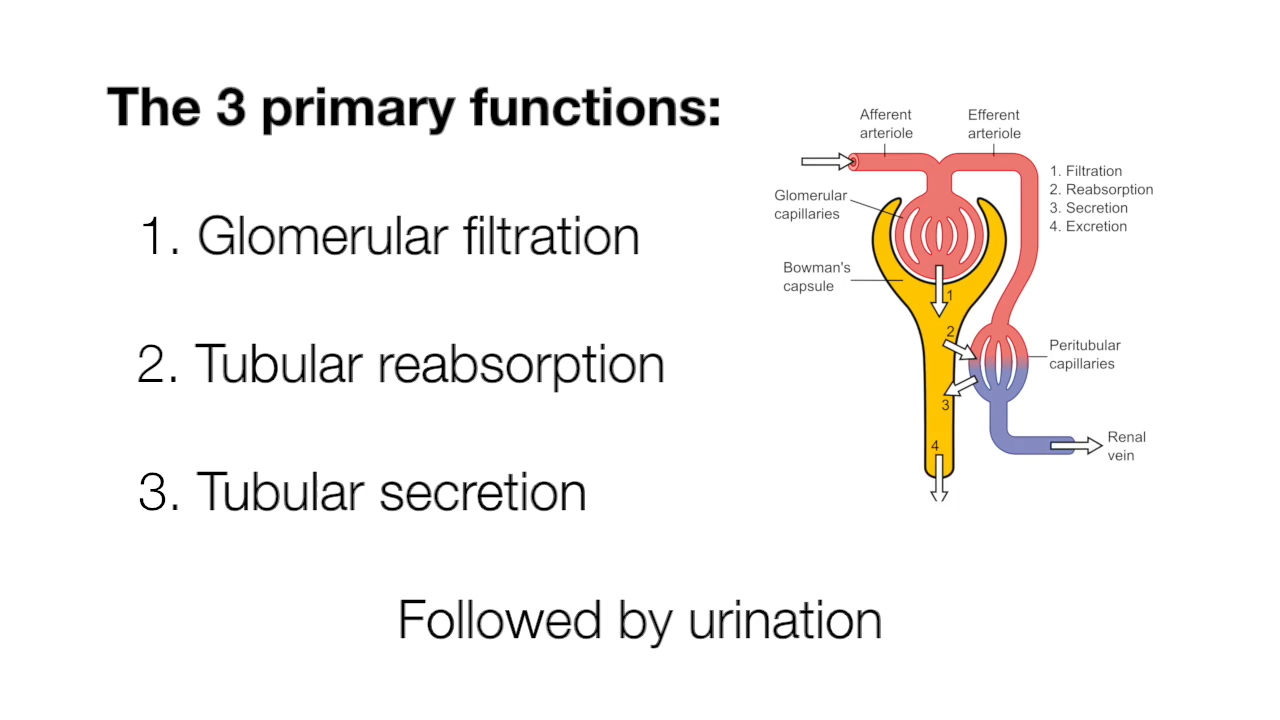 The 3 primary functions:
1. Glomerular filtration
2. Tubular reabsorption
3. Tubular secretion
Followed by urination
Afferent
arteriole
Efferent
arteriole
1. Filtration
2. Reabsorption
3. Secretion
4. Excretion
Glomerular
capillaries
Bowman's
capsule
1
2
3
4
Peritubular
capillaries
Renal
vein